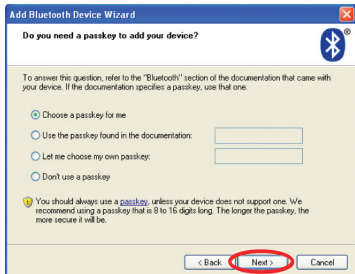 Add Bluetooth Device Wizard
Do you need a passkey to add your device?
®
To answer this question, refer to the "Bluetooth" section of the documentation that came with
your device. If the documentation specifies a passkey, use that one.
Choose a passkey for me
Use the passkey found in the documentation:
Let me choose my own passkey:
Don't use a passkey
You should always use a passkey, unless your device does not support one. We
recommend using a passkey that is 8 to 16 digits long. The longer the passkey, the
more secure it will be.
< Back Next > Cancel